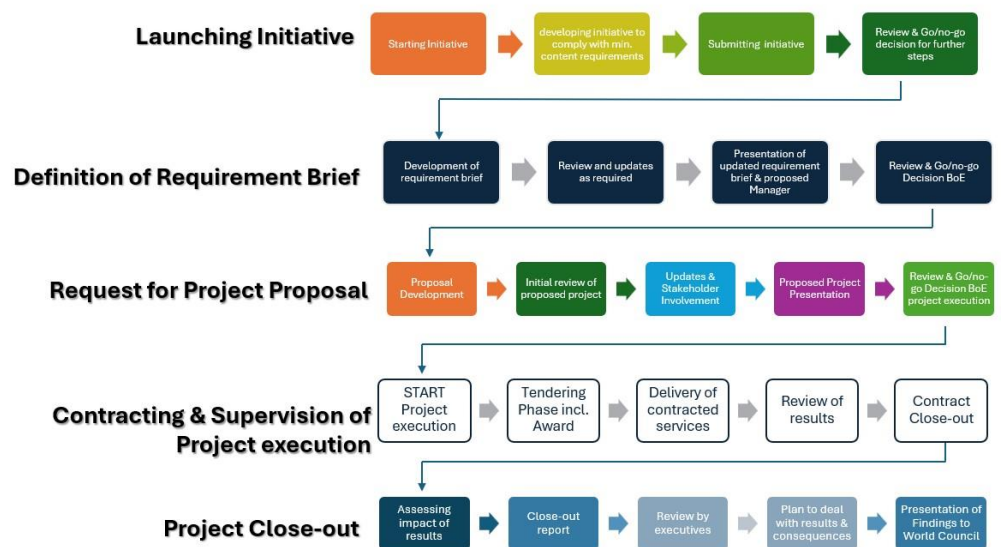 Launching Initiative
Starting Initiative
developing initiative to
comply with min.
content requirements
Submitting initiative
Review & Go/no-go
decision for further
steps
Definition of Requirement Brief
Development of
requirement brief
Review and updates
as required
Presentation of
updated requirement
brief & proposed
Manager
Review & Go/no-go
Decision BoE
Request for Project Proposal
Proposal
Development
Initial review of
proposed project
Updates &
Stakeholder
Involvement
Proposed Project
Presentation
Review & Go/no-
go Decision BoE
project execution
Contracting & Supervision of
Project execution
START
Project
execution
Tendering
Phase incl.
Award
Delivery of
contracted
services
Review of
results
Contract
Close-out
Project Close-out
Assessing
impact of
results
Close-out
report
Review by
executives
Plan to deal
with results &
consequences
Presentation of
Findings to
World Council